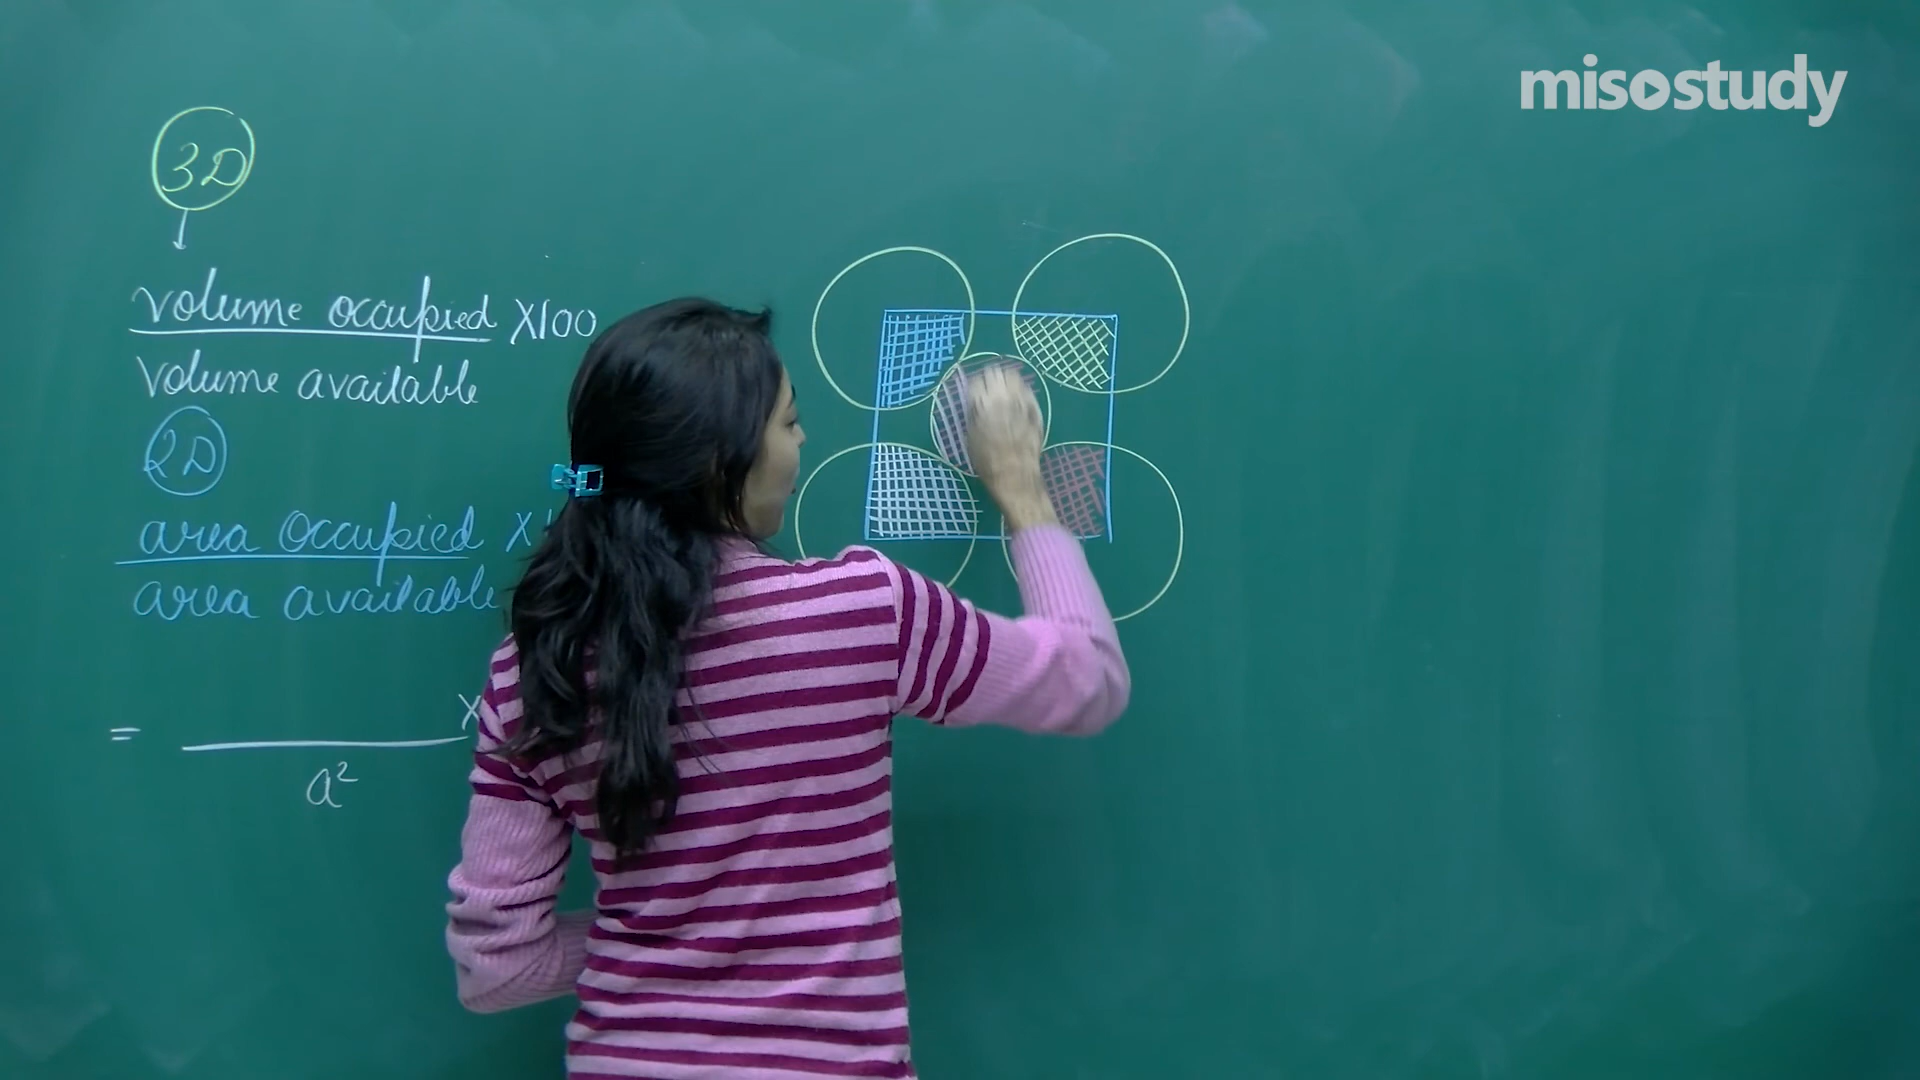 misostudy
3D
volume occupied X100
volume available
2D
area occupied X
area available
= X
a²